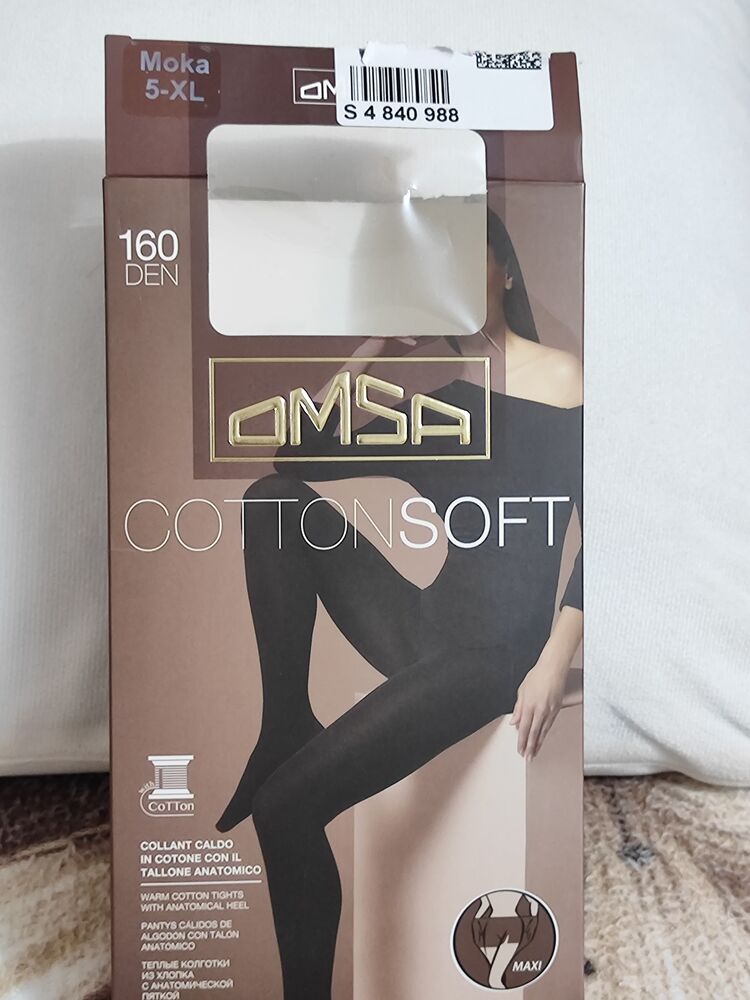 Moka
5-XL
S 4 840 988
160
DEN
OMSA
COTTONSOFT
with
CoTTon
COLLANT CALDO
IN COTONE CON IL
TALLONE ANATOMICO
WARM COTTON TIGHTS
WITH ANATOMICAL HEEL
PANTYS CÁLIDOS DE
ALGODÓN CON TALÓN
ANATÓMICO
ТЕПЛЫЕ КОЛГОТКИ
ИЗ ХЛОПКА
С АНАТОМИЧЕСКОЙ
ПЯТКОЙ
MAXI